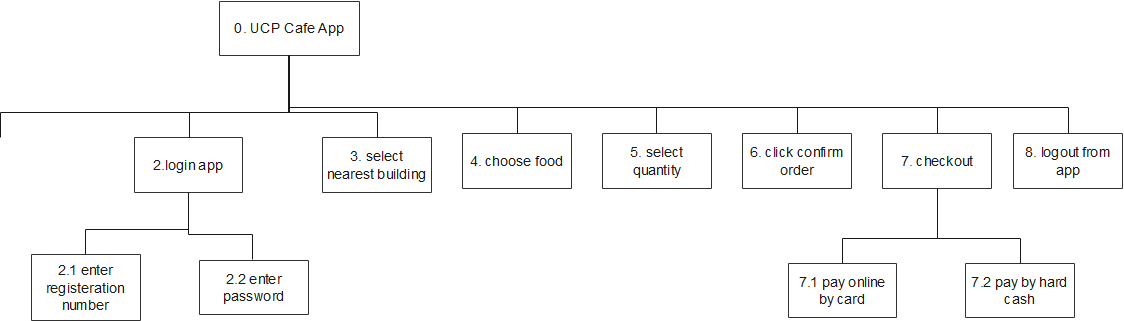 0. UCP Cafe App
2.login app
3. select
nearest building
4. choose food
5. select
quantity
6. click confirm
order
7. checkout
8. logout from
app
2.1 enter
registeration
number
2.2 enter
password
7.1 pay online
by card
7.2 pay by hard
cash